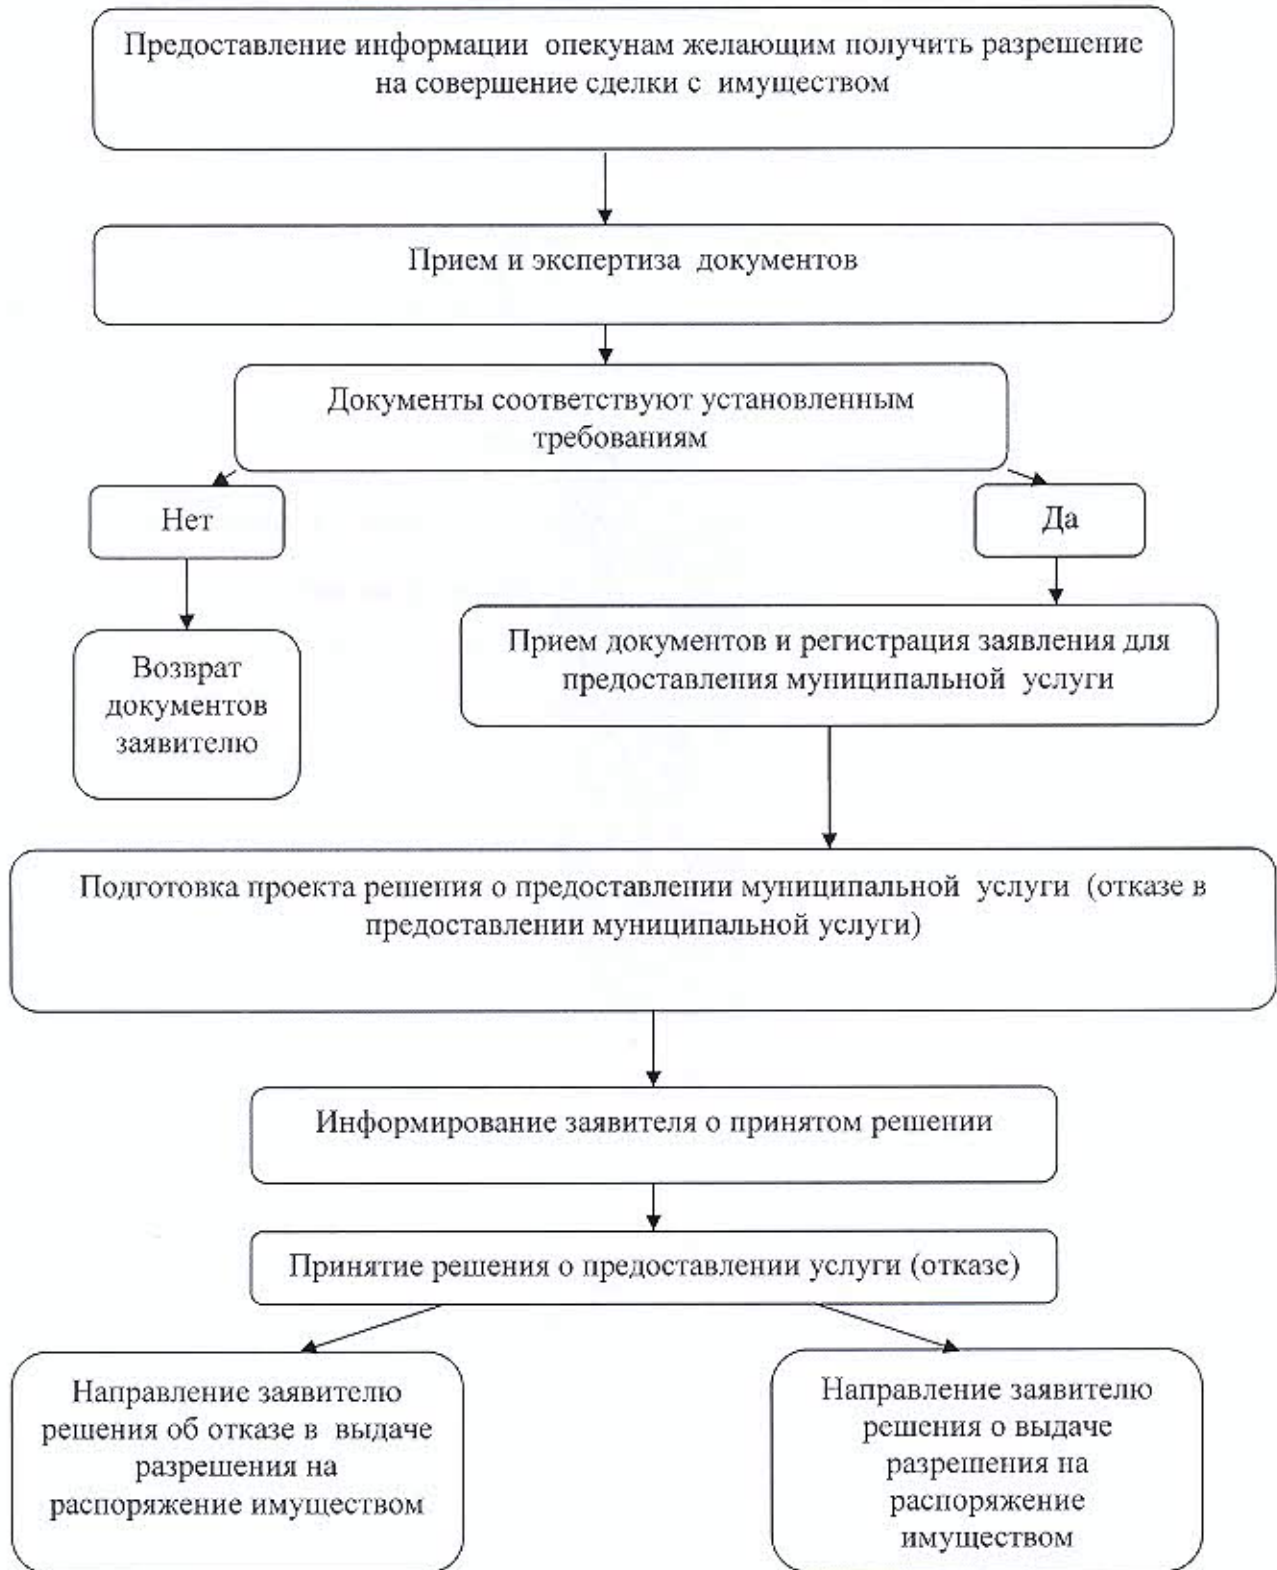 Предоставление информации опекунам желающим получить разрешение
на совершение сделки с имуществом
Прием и экспертиза документов
Документы соответствуют установленным
требованиям
Нет
Да
Возврат
документов
заявителю
Прием документов и регистрация заявления для
предоставления муниципальной услуги
Подготовка проекта решения о предоставлении муниципальной услуги (отказе в
предоставлении муниципальной услуги)
Информирование заявителя о принятом решении
Принятие решения о предоставлении услуги (отказе)
Направление заявителю
решения об отказе в выдаче
разрешения на
распоряжение имуществом
Направление заявителю
решения о выдаче
разрешения на
распоряжение
имуществом